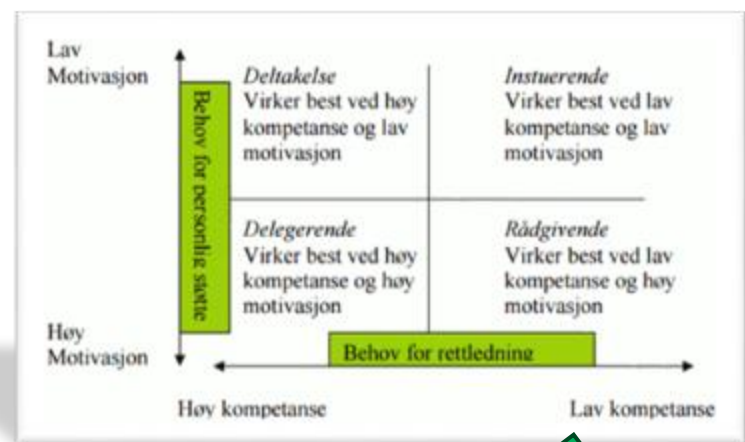 Lav
Motivasjon
Behov for personlig støtte
Deltakelse
Virker best ved høy
kompetanse og lav
motivasjon
Instuerende
Virker best ved lav
kompetanse og lav
motivasjon
Delegerende
Virker best ved høy
kompetanse og høy
motivasjon
Rådgivende
Virker best ved lav
kompetanse og høy
motivasjon
Høy
Motivasjon
Behov for rettledning
Høy kompetanse
Lav kompetanse